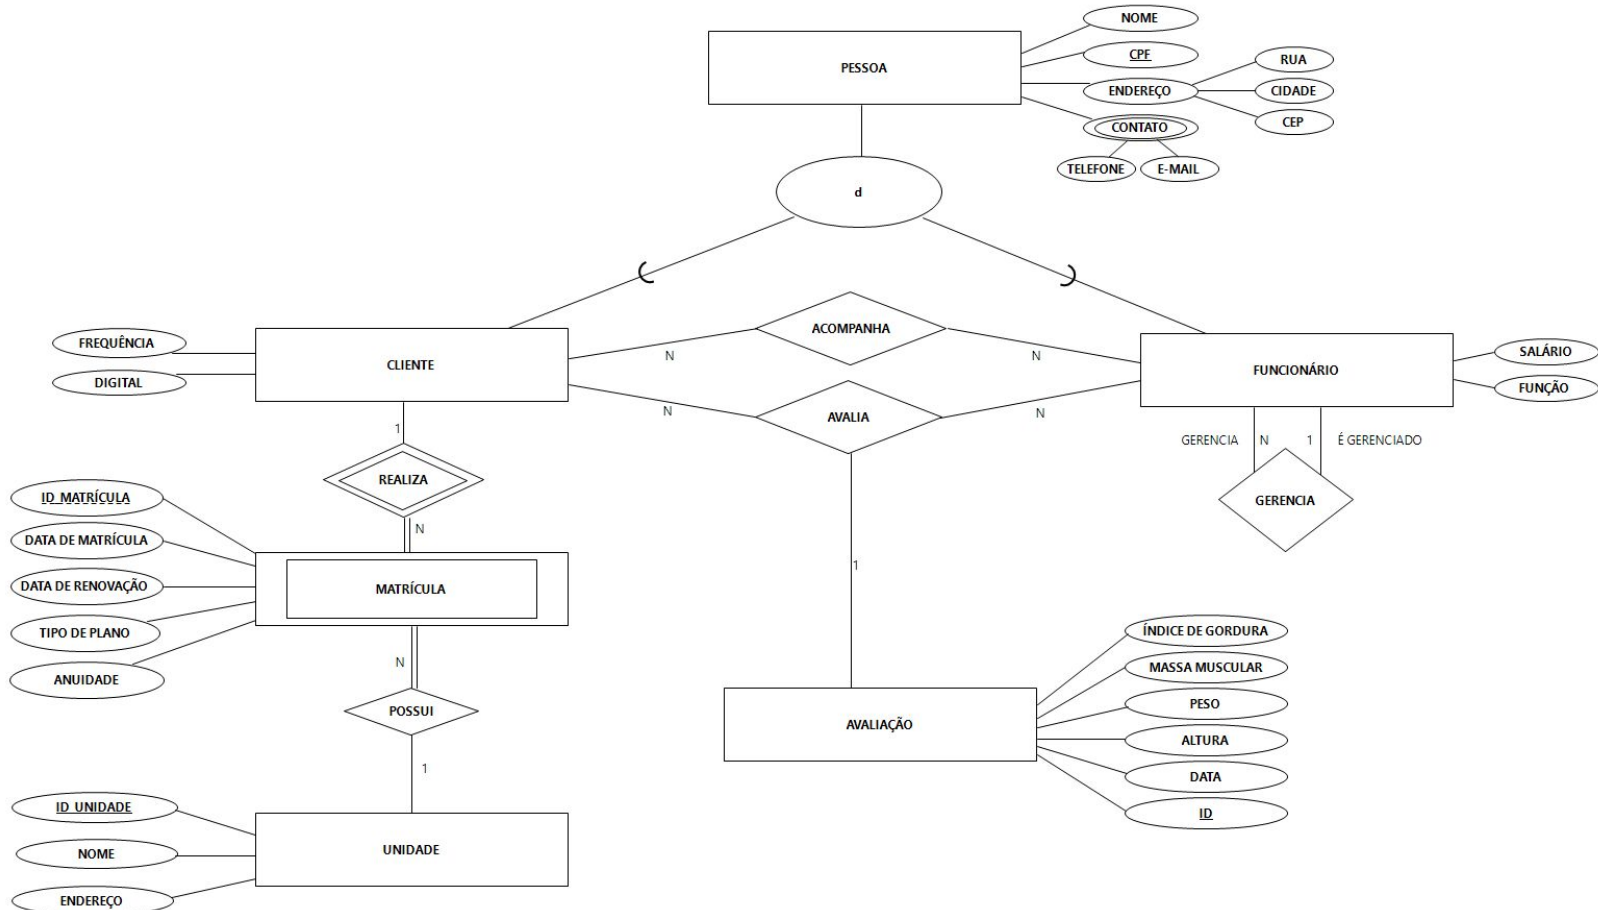 NOME
PESSOA
CPF
RUA
ENDEREÇO
CIDADE
CONTATO
CEP
TELEFONE
E-MAIL
d
ACOMPANHA
FREQUÊNCIA
CLIENTE
N
N
FUNCIONÁRIO
SALÁRIO
DIGITAL
FUNÇÃO
N
AVALIA
N
1
GERENCIA
N
1
É GERENCIADO
REALIZA
GERENCIA
ID_MATRÍCULA
N
DATA DE MATRÍCULA
DATA DE RENOVAÇÃO
MATRÍCULA
1
TIPO DE PLANO
ANUIDADE
N
ÍNDICE DE GORDURA
MASSA MUSCULAR
POSSUI
PESO
AVALIAÇÃO
ALTURA
1
DATA
ID_UNIDADE
ID
NOME
UNIDADE
ENDEREÇO